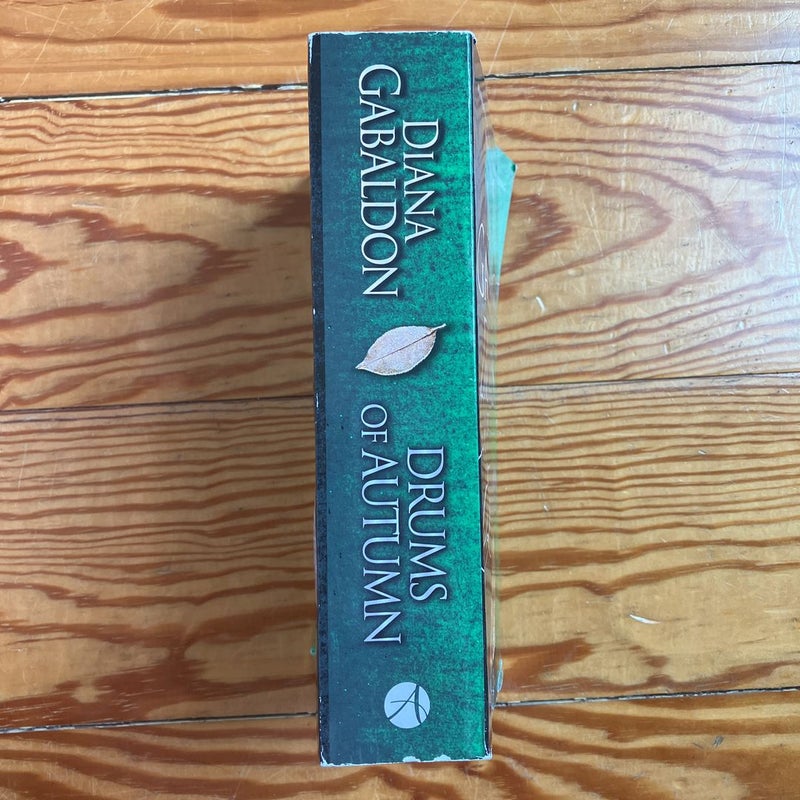 DIANA
GABALDON
DRUMS
OF AUTUMN
A